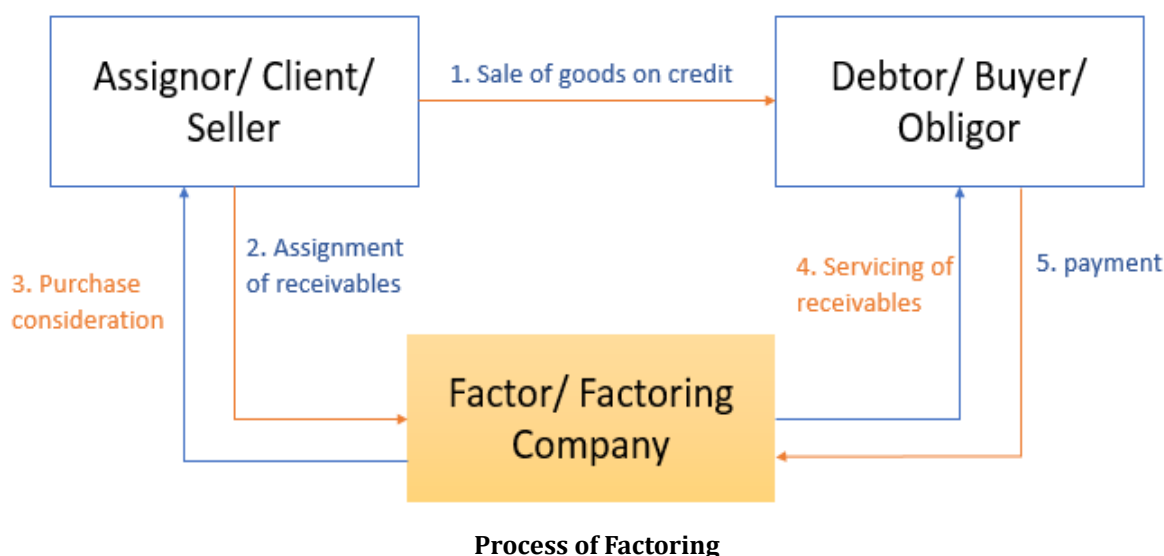 Assignor/ Client/
Seller
1. Sale of goods on credit
Debtor/ Buyer/
Obligor
2. Assignment
of receivables
3. Purchase
consideration
4. Servicing of
receivables
5. payment
Factor/ Factoring
Company
Process of Factoring